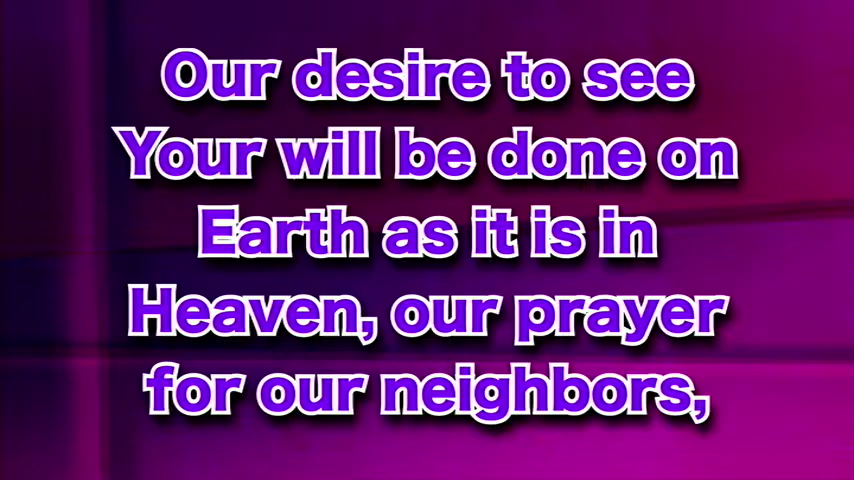 Our desire to see
Your will be done on
Earth as it is in
Heaven, our prayer
for our neighbors,